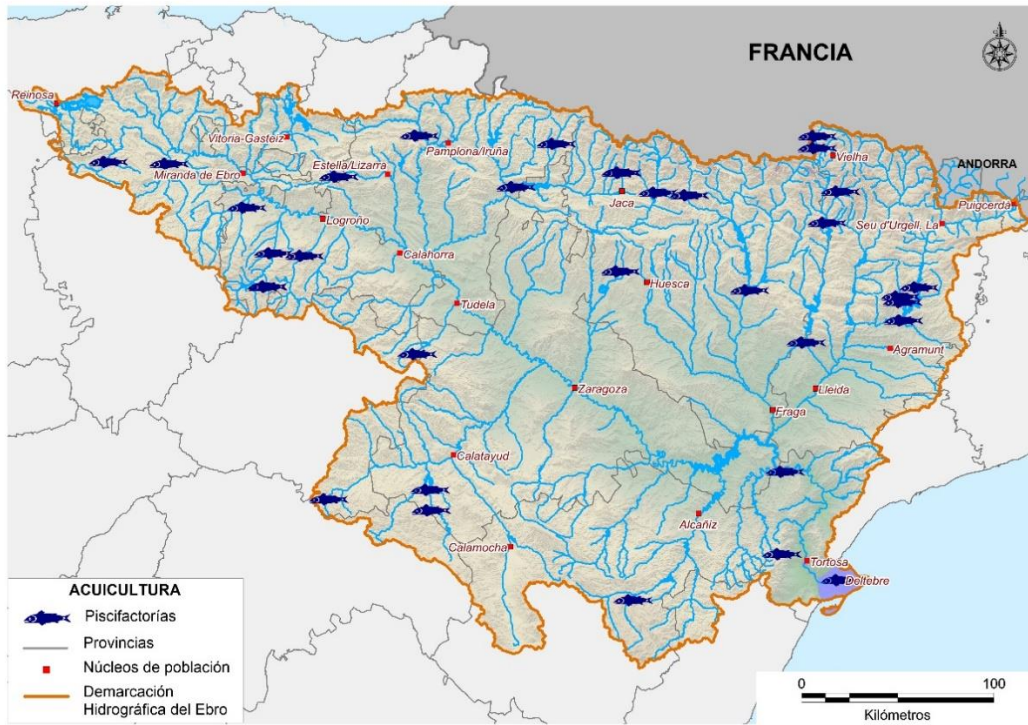 FRANCIA
Reinosa
Vitoria-Gasteiz
Pamplona/Iruña
Vielha
ANDORRA
Miranda de Ebro
Estella/Lizarra
Jaca
Puigcerdá
Logroño
Seu d'Urgell, La
Calahorra
Huesca
Tudela
Agramunt
Zaragoza
Lleida
Fraga
Calatayud
Alcañiz
Calamocha
Tortosa
Deltebre
ACUICULTURA
Piscifactorías
Provincias
Núcleos de población
Demarcación
Hidrográfica del Ebro
0 100
Kilómetros